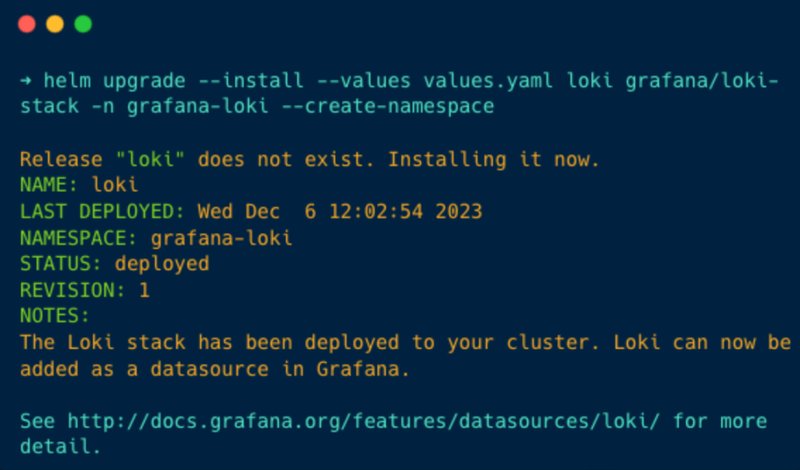 → helm upgrade --install --values values.yaml loki grafana/loki-
stack -n grafana-loki --create-namespace
Release "loki" does not exist. Installing it now.
NAME: loki
LAST DEPLOYED: Wed Dec  6 12:02:54 2023
NAMESPACE: grafana-loki
STATUS: deployed
REVISION: 1
NOTES:
The Loki stack has been deployed to your cluster. Loki can now be
added as a datasource in Grafana.
See http://docs.grafana.org/features/datasources/loki/ for more
detail.